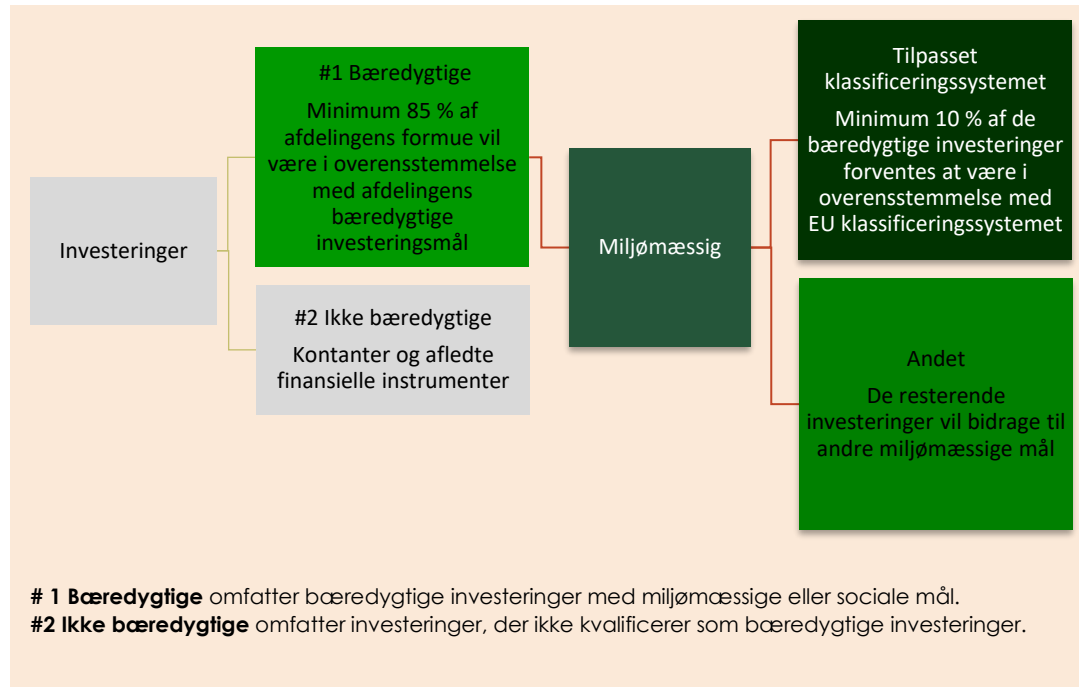 Investeringer
#1 Bæredygtige
Minimum 85 % af
afdelingens formue vil
være i overensstemmelse
med afdelingens
bæredygtige
investeringsmål
#2 Ikke bæredygtige
Kontanter og afledte
finansielle instrumenter
Miljømæssig
Tilpasset
klassificeringssystemet
Minimum 10 % af de
bæredygtige investeringer
forventes at være i
overensstemmelse med
EU klassificeringssystemet
Andet
De resterende
investeringer vil bidrage til
andre miljømæssige mål
# 1 Bæredygtige omfatter bæredygtige investeringer med miljømæssige eller sociale mål.
#2 Ikke bæredygtige omfatter investeringer, der ikke kvalificerer som bæredygtige investeringer.